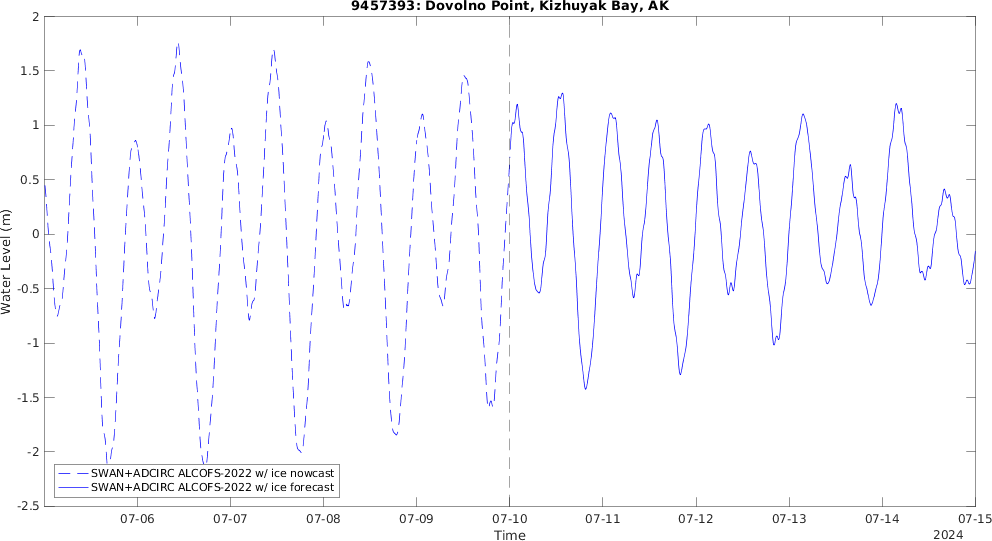 9457393: Dovolno Point, Kizhuyak Bay, AK
2
1.5
1
0.5
0
-0.5
-1
-1.5
-2
-2.5
Water Level (m)
SWAN+ADCIRC ALCOFS-2022 w/ ice nowcast
SWAN+ADCIRC ALCOFS-2022 w/ ice forecast
07-06 07-07 07-08 07-09 07-10 07-11 07-12 07-13 07-14 07-15
Time
2024